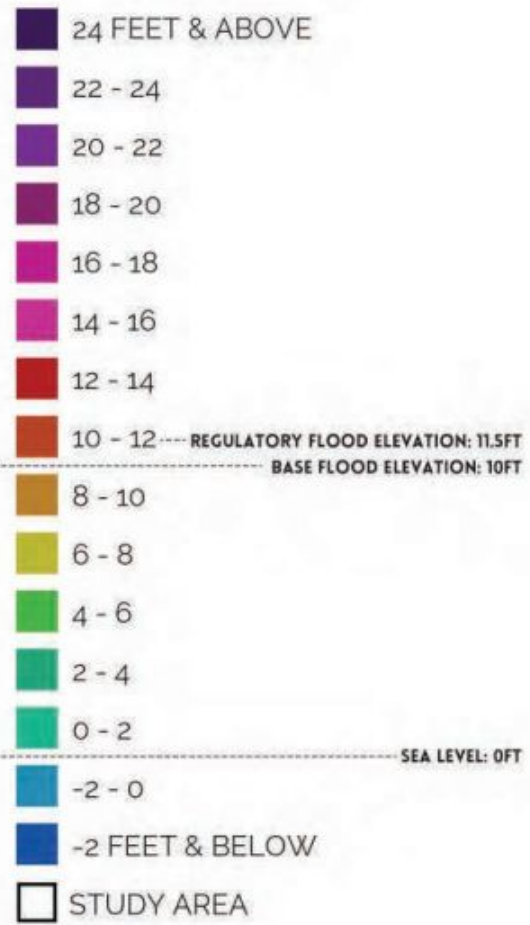 24 FEET & ABOVE
22 - 24
20 - 22
18 - 20
16 - 18
14 - 16
12 - 14
10 - 12 REGULATORY FLOOD ELEVATION: 11.5FT
BASE FLOOD ELEVATION: 10FT
8 - 10
6 - 8
4 - 6
2 - 4
0 - 2
SEA LEVEL: 0FT
-2 - 0
-2 FEET & BELOW
STUDY AREA